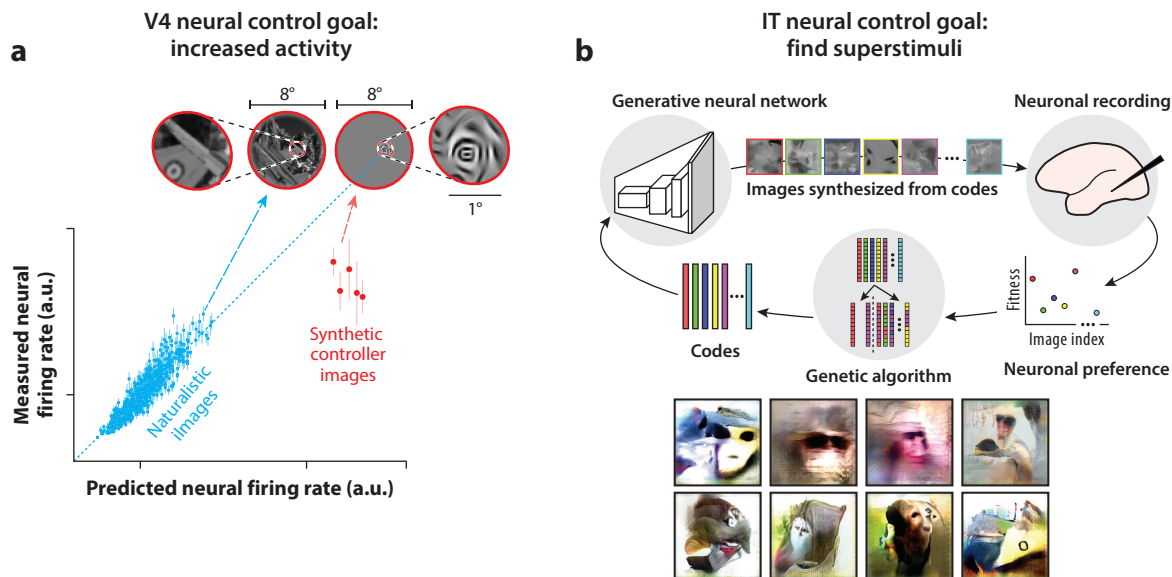 V4 neural control goal:
increased activity
a
8°
8°
1°
Measured neural
firing rate (a.u.)
Naturalistic
iImages
Synthetic
controller
images
Predicted neural firing rate (a.u.)
IT neural control goal:
find superstimuli
b
Generative neural network
Neuronal recording
Images synthesized from codes
Codes
Genetic algorithm
Fitness
Image index
Neuronal preference